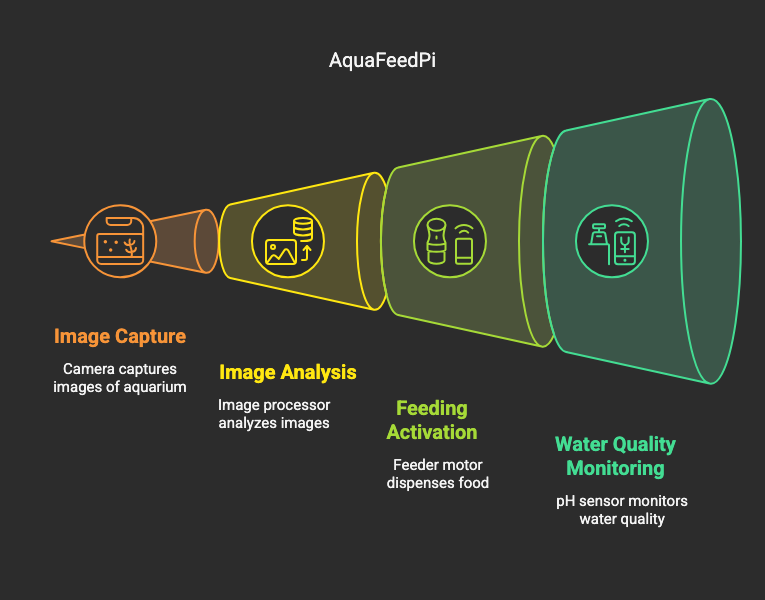 AquaFeedPi
Image Capture
Camera captures
images of aquarium
Image Analysis
Image processor
analyzes images
Feeding
Activation
Feeder motor
dispenses food
Water Quality
Monitoring
pH sensor monitors
water quality